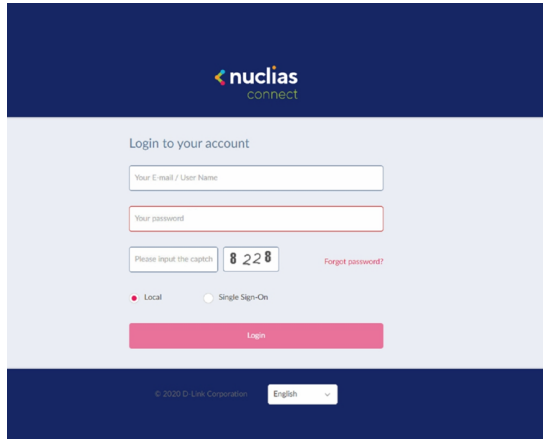 nuclias
connect
Login to your account
Your E-mail / User Name
Your password
Please input the captch
8228
Forgot password?
Local
Single Sign-On
Login
© 2020 D-Link Corporation
English